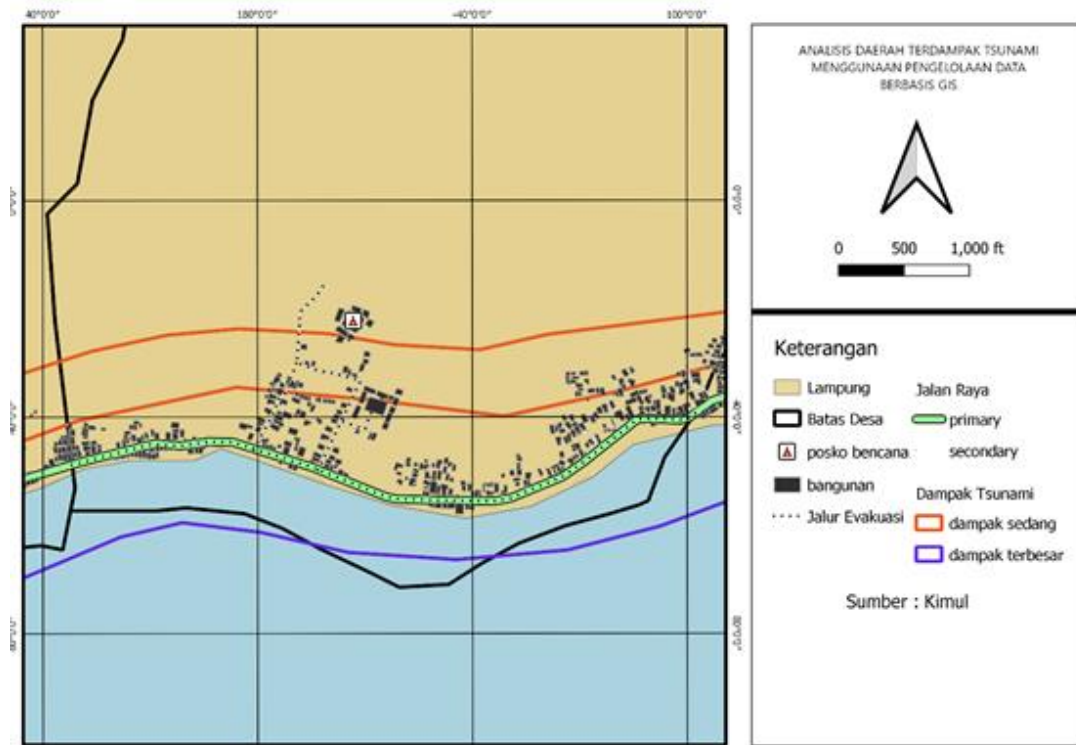 40°0'0" 180°0'0" -40°0'0" 100°0'0"
ANALISIS DAERAH TERDAMPAK TSUNAMI
MENGGUNAAN PENGELOLAAN DATA
BERBASIS GIS
0 500 1,000 ft
Keterangan
Lampung
Batas Desa
posko bencana
bangunan
Jalur Evakuasi
Jalan Raya
primary
secondary
Dampak Tsunami
dampak sedang
dampak terbesar
Sumber : Kimul